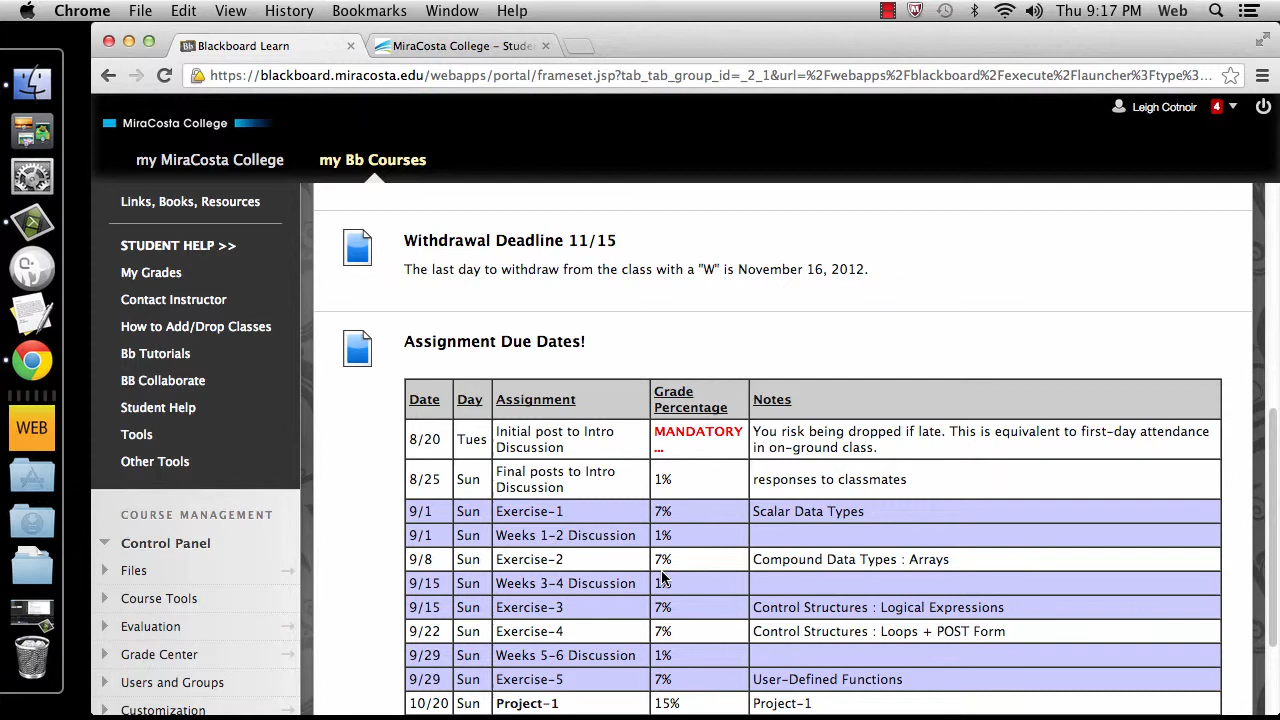 Chrome File Edit View History Bookmarks Window Help Thu 9:17 PM Web
Bb Blackboard Learn × MiraCosta College – Stude ×
https://blackboard.miracosta.edu/webapps/portal/frameset.jsp?tab_tab_group_id=_2_1&url=%2Fwebapps%2Fblackboard%2Fexecute%2Flauncher%3Ftype%3...
Leigh Cotnoir 4
MiraCosta College
my MiraCosta College my Bb Courses
Links, Books, Resources
STUDENT HELP >>
My Grades
Contact Instructor
How to Add/Drop Classes
Bb Tutorials
BB Collaborate
Student Help
Tools
Other Tools
COURSE MANAGEMENT
Control Panel
Files
Course Tools
Evaluation
Grade Center
Users and Groups
Customization
WEB
Withdrawal Deadline 11/15
The last day to withdraw from the class with a "W" is November 16, 2012.
Assignment Due Dates!
Date Day Assignment Grade Percentage Notes
8/20 Tues Initial post to Intro Discussion MANDATORY ... You risk being dropped if late. This is equivalent to first-day attendance in on-ground class.
8/25 Sun Final posts to Intro Discussion 1% responses to classmates
9/1 Sun Exercise-1 7% Scalar Data Types
9/1 Sun Weeks 1-2 Discussion 1%
9/8 Sun Exercise-2 7% Compound Data Types : Arrays
9/15 Sun Weeks 3-4 Discussion 1%
9/15 Sun Exercise-3 7% Control Structures : Logical Expressions
9/22 Sun Exercise-4 7% Control Structures : Loops + POST Form
9/29 Sun Weeks 5-6 Discussion 1%
9/29 Sun Exercise-5 7% User-Defined Functions
10/20 Sun Project-1 15% Project-1